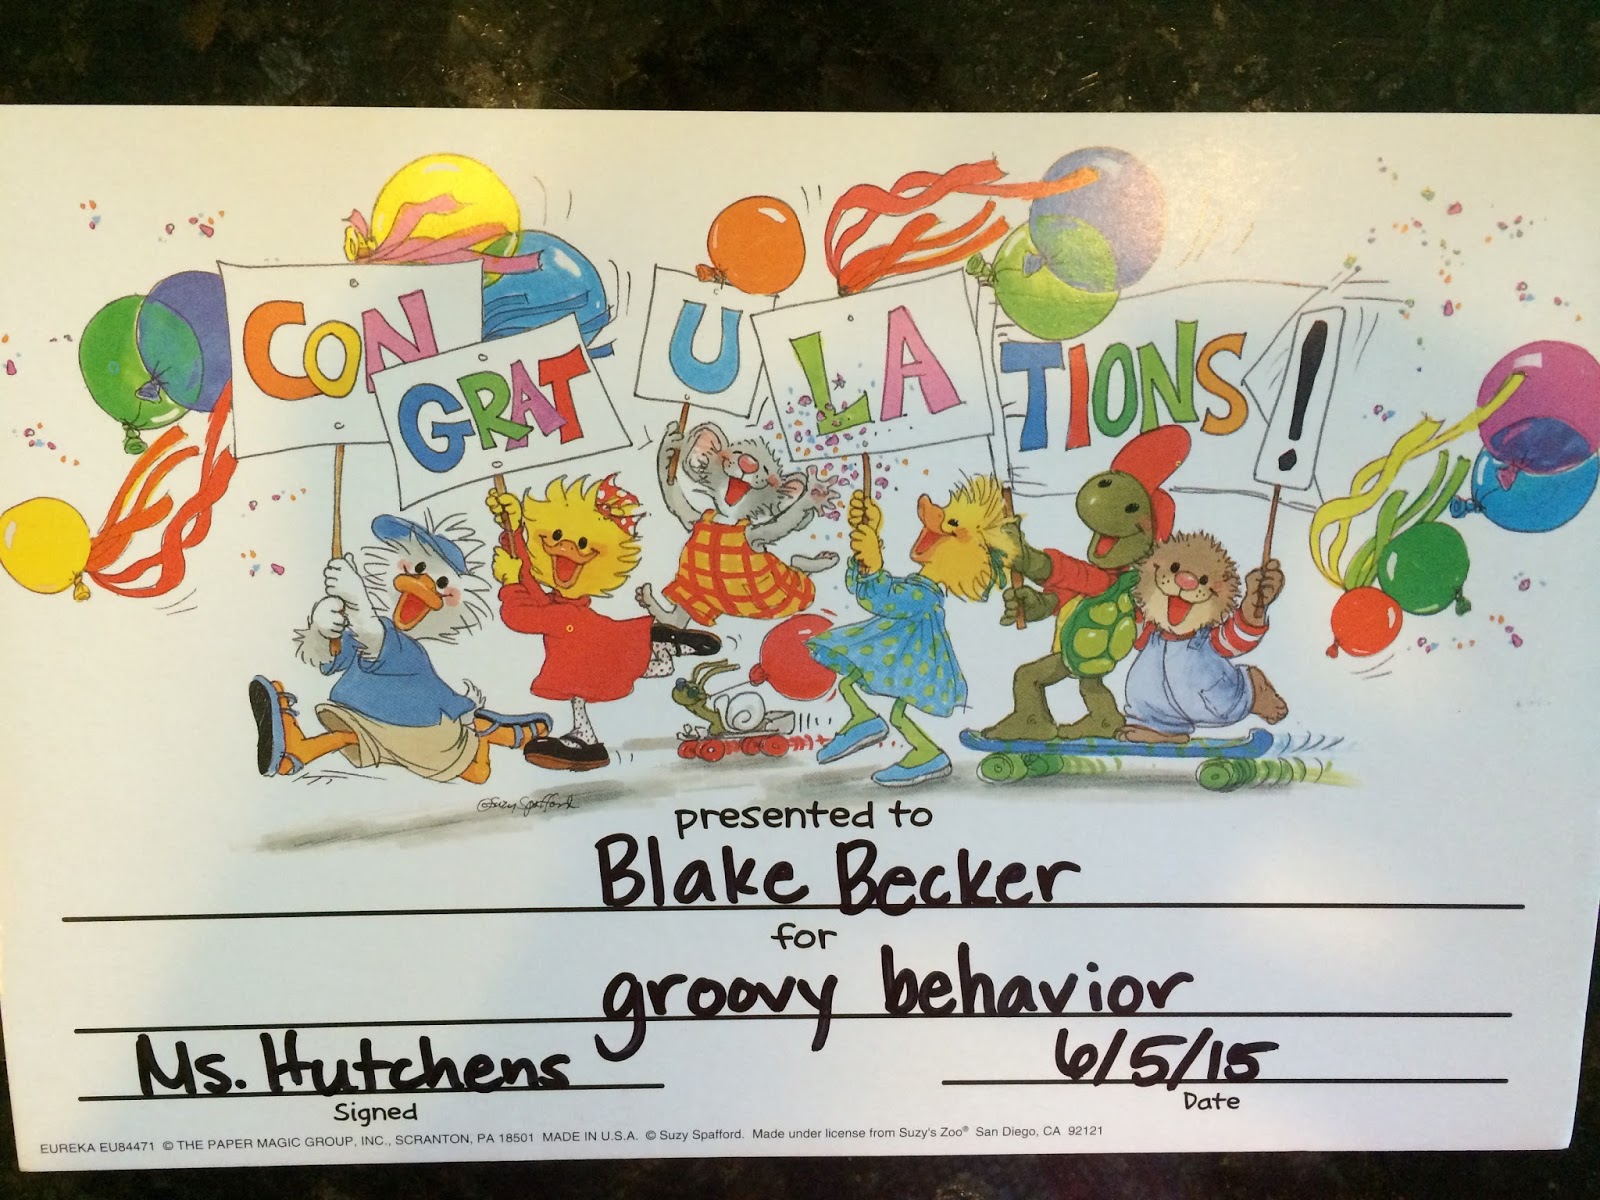 CONGRATULATIONS!
©Suzy Spafford
presented to
Blake Becker
for
groovy behavior
Ms. Hutchens 6/5/15
Signed Date
EUREKA EU84471 © THE PAPER MAGIC GROUP, INC., SCRANTON, PA 18501 MADE IN U.S.A. © Suzy Spafford. Made under license from Suzy's Zoo® San Diego, CA 92121